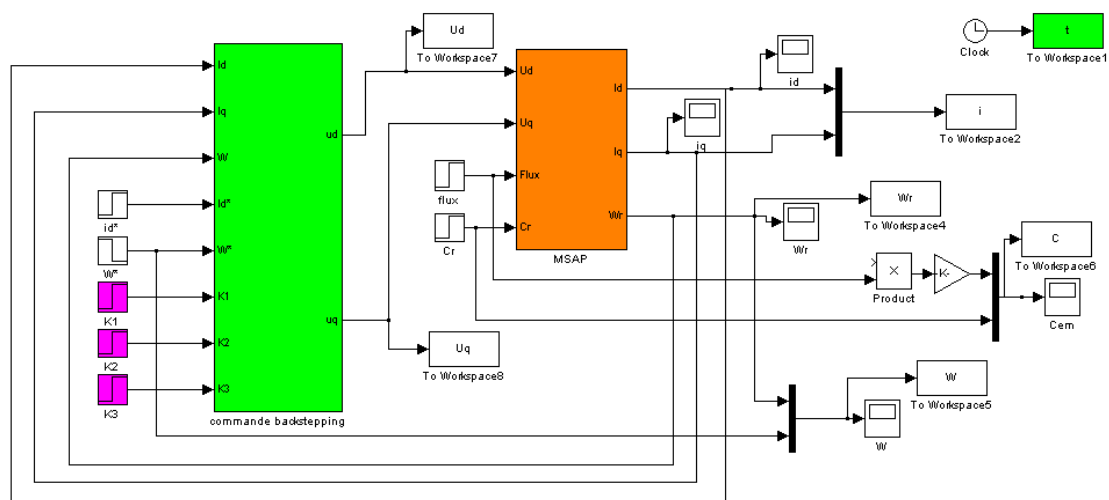 Ud
To Workspace7
Clock
t
To Workspace1
Id
Iq
W
Id*
W*
K1
K2
K3
ud
uq
commande backstepping
id*
W*
K1
K2
K3
Ud
Uq
Flux
Cr
Id
Iq
Wr
MSAP
flux
Cr
id
iq
i
To Workspace2
Wr
To Workspace4
Wr
C
To Workspace6
×
Product
K-
Cem
Uq
To Workspace8
W
To Workspace5
W